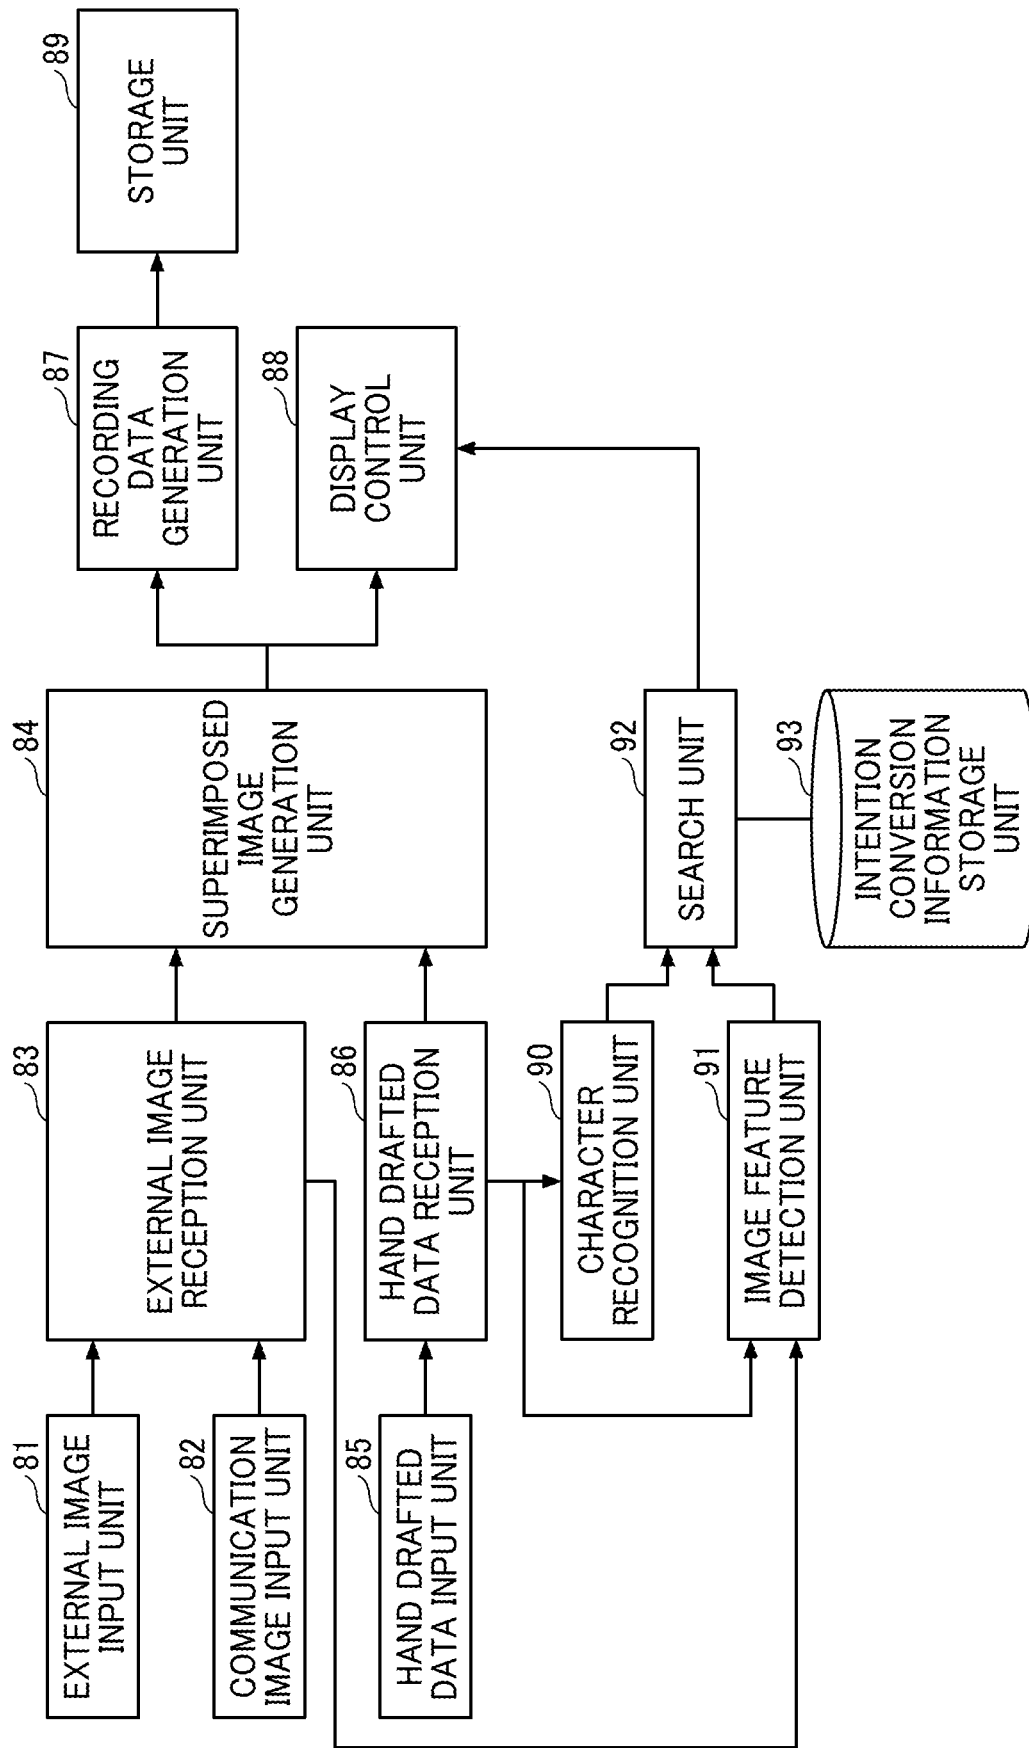 81
EXTERNAL IMAGE
INPUT UNIT
82
COMMUNICATION
IMAGE INPUT UNIT
83
EXTERNAL IMAGE
RECEPTION UNIT
84
SUPERIMPOSED
IMAGE
GENERATION
UNIT
85
HAND DRAFTED
DATA INPUT UNIT
86
HAND DRAFTED
DATA RECEPTION
UNIT
87
RECORDING
DATA
GENERATION
UNIT
88
DISPLAY
CONTROL
UNIT
89
STORAGE
UNIT
90
CHARACTER
RECOGNITION UNIT
91
IMAGE FEATURE
DETECTION UNIT
92
SEARCH UNIT
93
INTENTION
CONVERSION
INFORMATION
STORAGE
UNIT